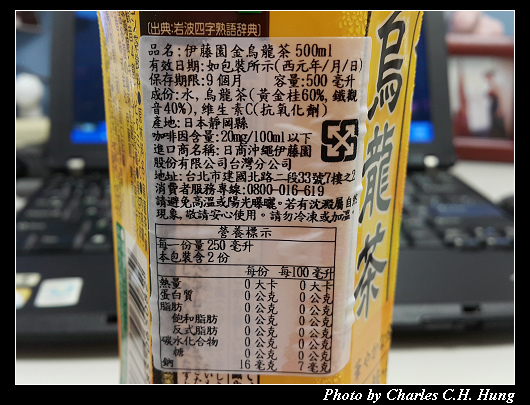 [出典:岩波四字熟語辞典]
品名:伊藤園金烏龍茶 500ml
有效日期:如包裝所示(西元年/月/日)
保存期限:9個月 容量:500毫升
成份:水,烏龍茶(黃金桂60%,鐵觀
音40%),維生素C(抗氧化劑)
產地:日本靜岡縣
咖啡因含量:20mg/100ml以下
進口商名稱:日商沖繩伊藤園
股份有限公司台灣分公司
地址:台北市建國北路二段33號7樓之2
消費者服務專線:0800-016-619
請避免高溫或陽光曝曬。若有沈澱屬自然
現象,敬請安心使用。請勿冷凍或加溫。
營養標示
每一份量250毫升
本包裝含2份
每份 每100毫升
熱量 0大卡 0大卡
蛋白質 0公克 0公克
脂肪 0公克 0公克
飽和脂肪 0公克 0公克
反式脂肪 0公克 0公克
碳水化合物 0公克 0公克
糖 0公克 0公克
鈉 16毫克 7毫克
烏龍茶
Photo by Charles C.H. Hung